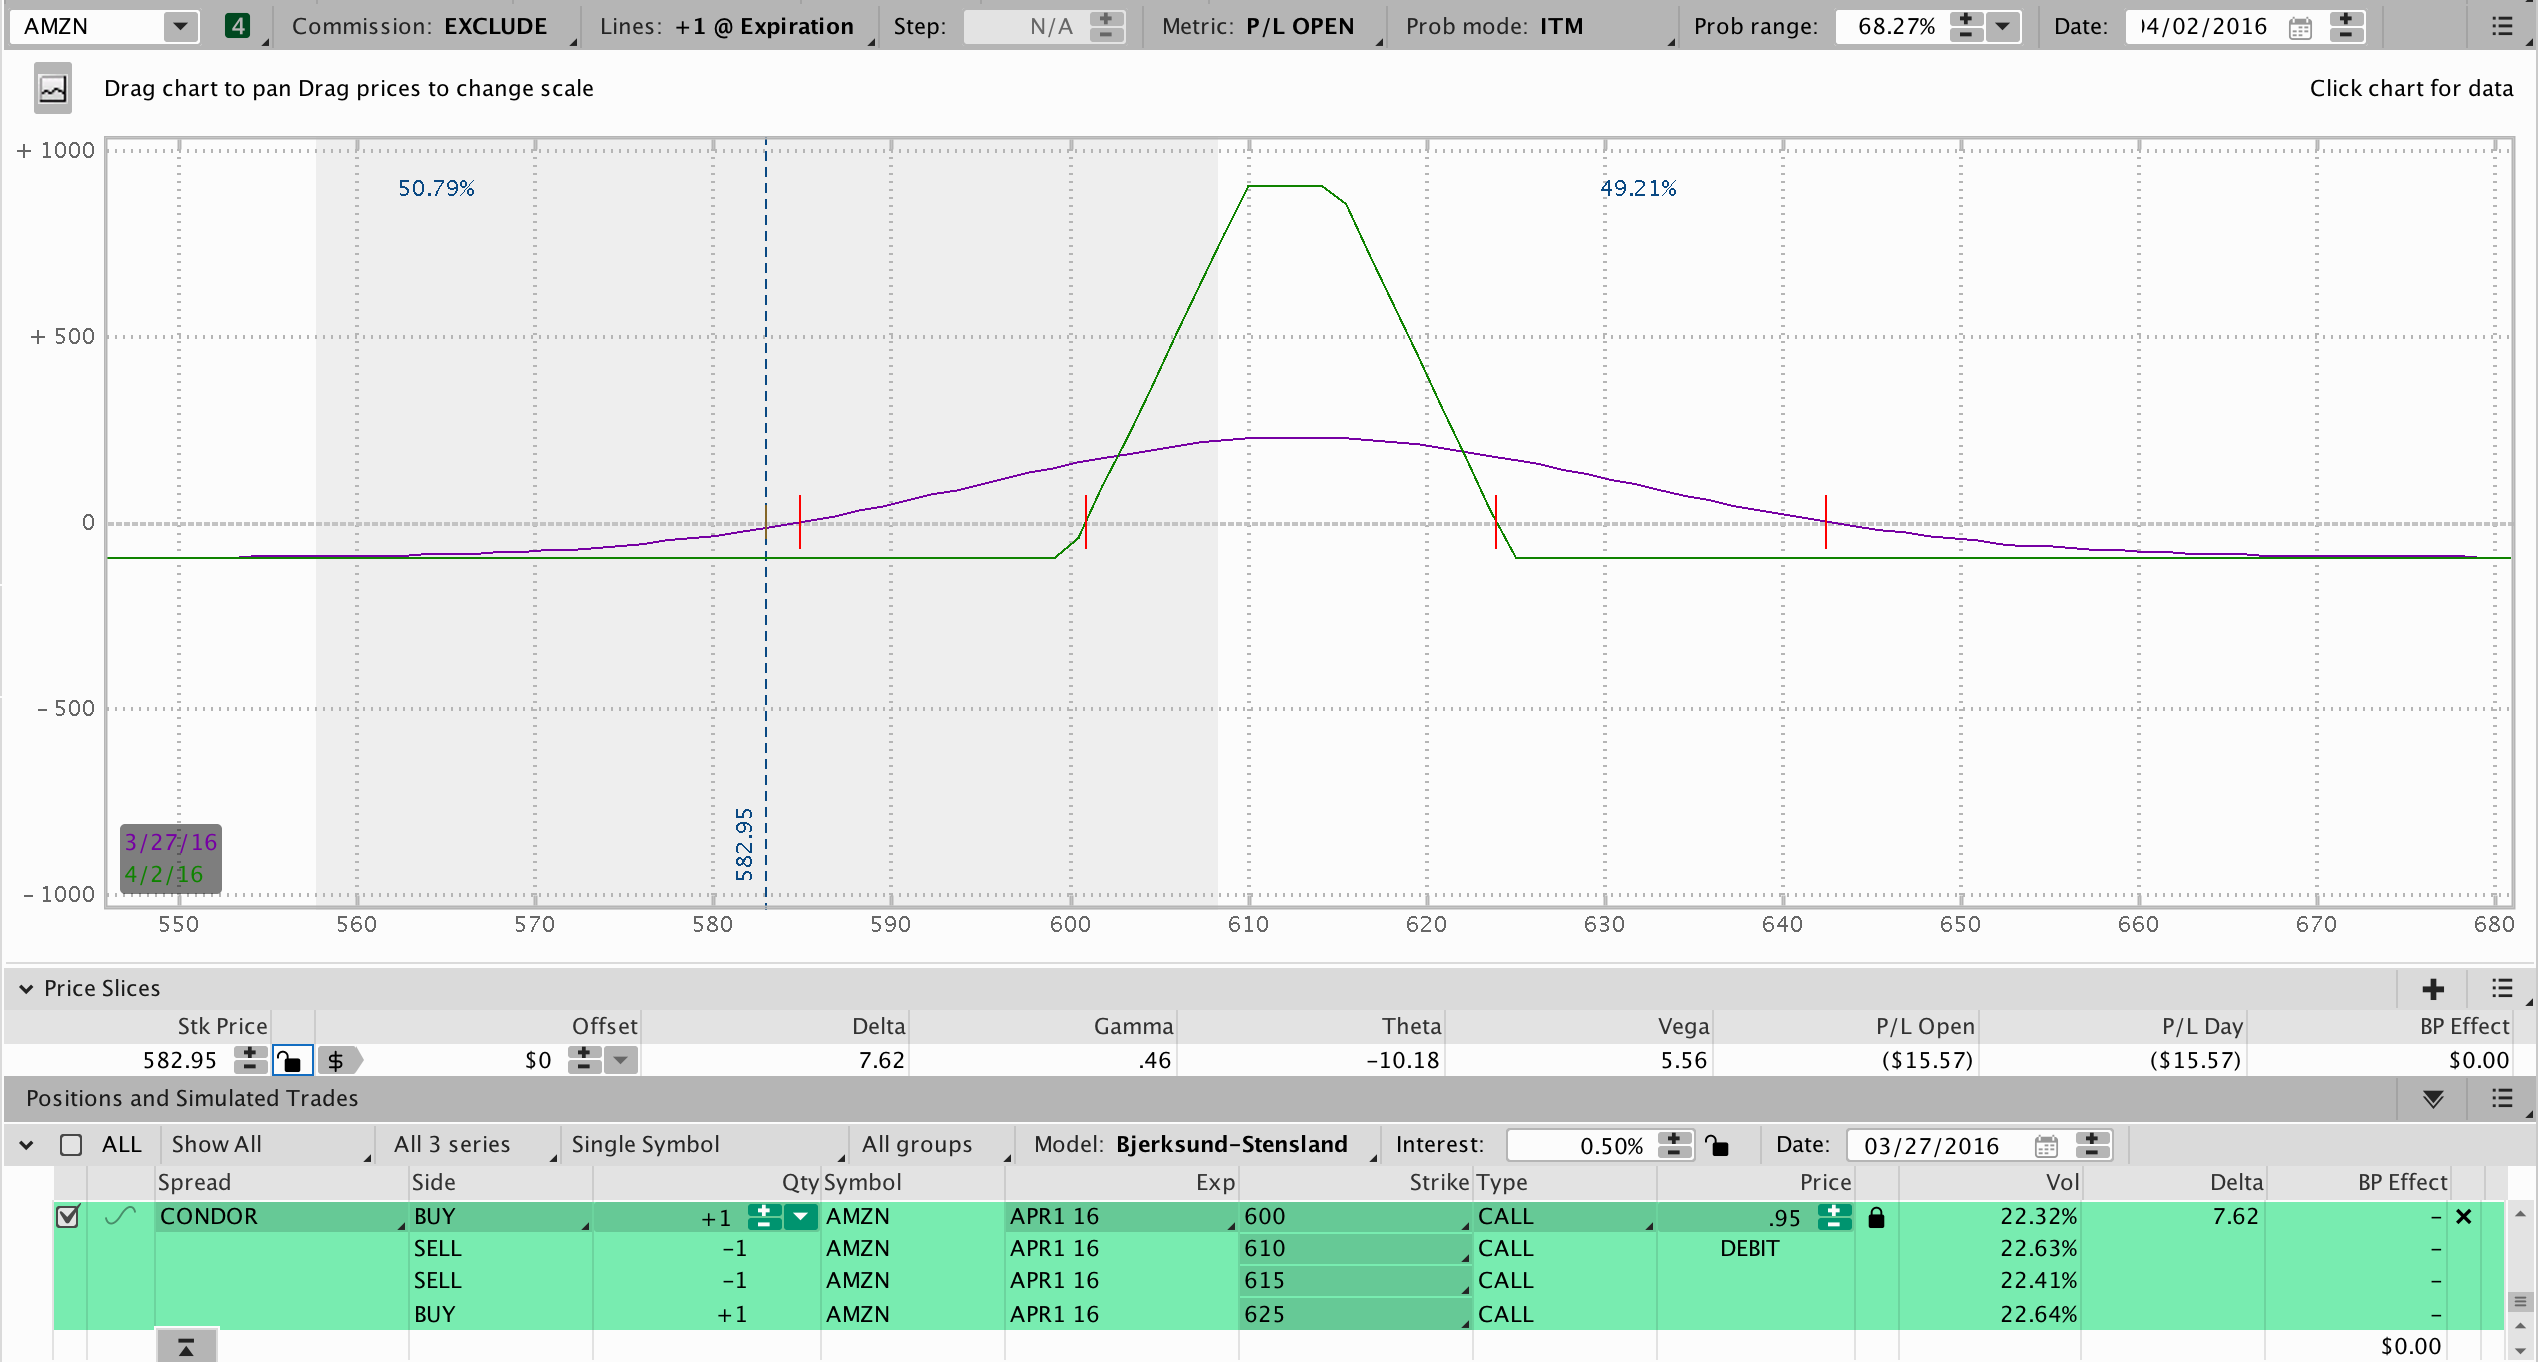 AMZN 4 Commission: EXCLUDE Lines: +1 @ Expiration Step: N/A Metric: P/L OPEN Prob mode: ITM Prob range: 68.27% Date: 04/02/2016
Drag chart to pan Drag prices to change scale Click chart for data
+ 1000
50.79% 49.21%
+ 500
0
- 500
582.95
3/27/16
4/2/16
- 1000
550 560 570 580 590 600 610 620 630 640 650 660 670 680
Price Slices
Stk Price Offset Delta Gamma Theta Vega P/L Open P/L Day BP Effect
582.95 $ $0 7.62 .46 -10.18 5.56 ($15.57) ($15.57) $0.00
Positions and Simulated Trades
ALL Show All All 3 series Single Symbol All groups Model: Bjerksund-Stensland Interest: 0.50% Date: 03/27/2016
Spread Side Qty Symbol Exp Strike Type Price Vol Delta BP Effect
CONDOR BUY +1 AMZN APR1 16 600 CALL .95 22.32% 7.62 -
SELL -1 AMZN APR1 16 610 CALL DEBIT 22.63% -
SELL -1 AMZN APR1 16 615 CALL 22.41% -
BUY +1 AMZN APR1 16 625 CALL 22.64% -
$0.00